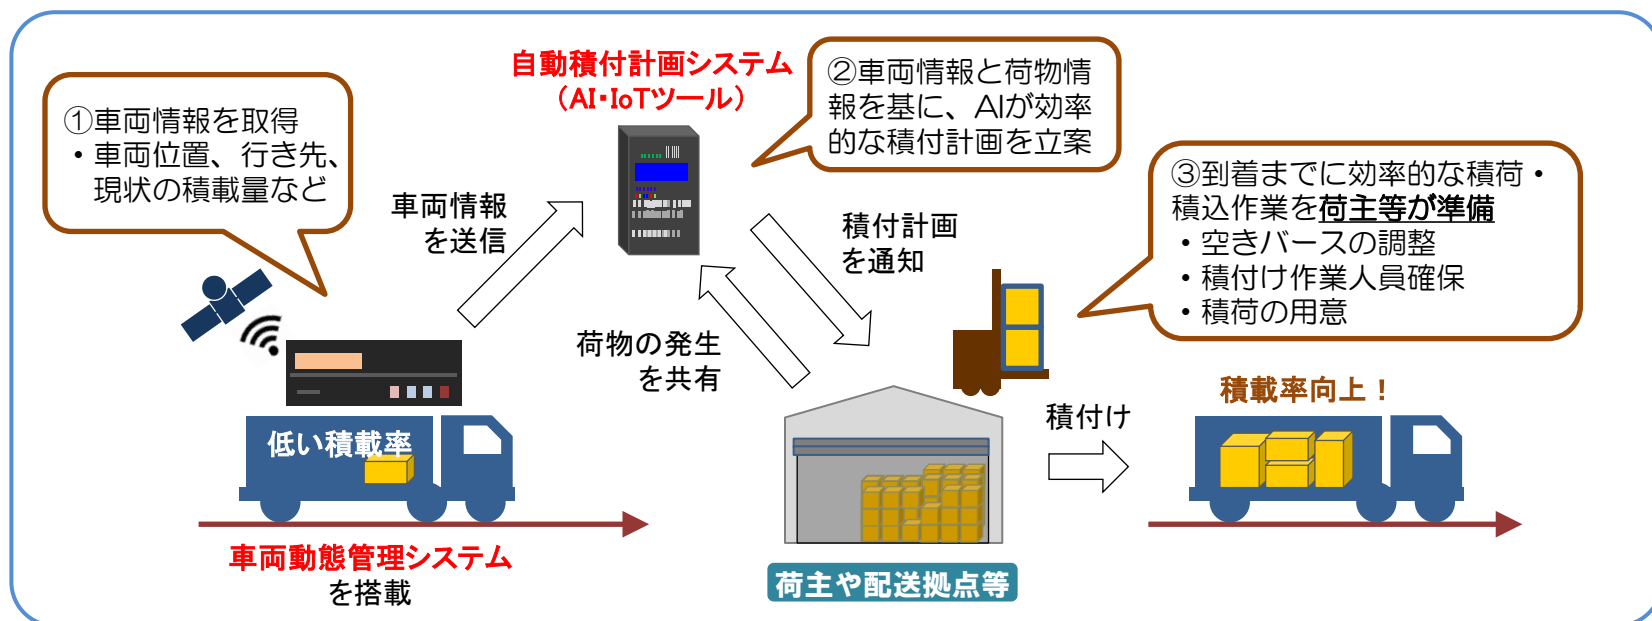 ①車両情報を取得
・車両位置、行き先、
現状の積載量など
自動積付計画システム
（AI・IoTツール）
②車両情報と荷物情
報を基に、AIが効率
的な積付計画を立案
③到着までに効率的な積荷・
積込作業を荷主等が準備
・空きバースの調整
・積付け作業人員確保
・積荷の用意
車両情報
を送信
積付計画
を通知
荷物の発生
を共有
低い積載率
積付け
積載率向上！
車両動態管理システム
を搭載
荷主や配送拠点等